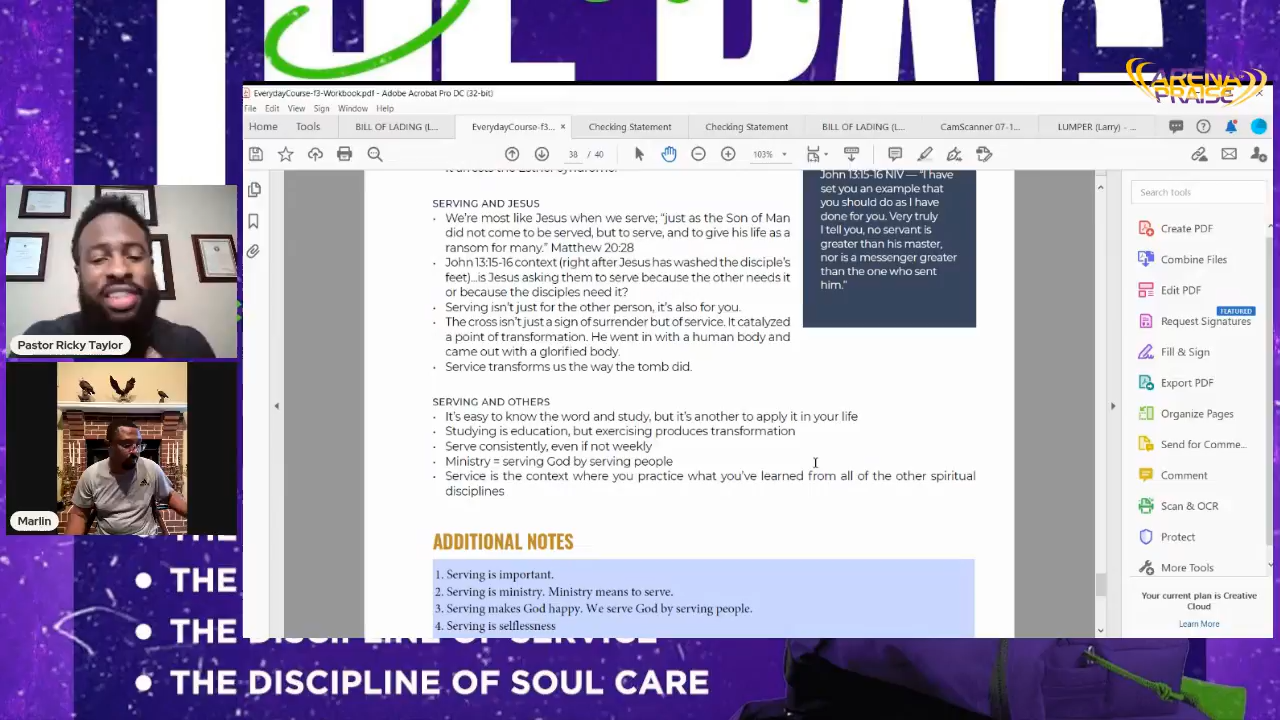 THE BAG
ARENA
PRAISE
EverydayCourse-f3-Workbook.pdf - Adobe Acrobat Pro DC (32-bit)
File Edit View Sign Window Help
Home Tools BILL OF LADING (L... EverydayCourse-f3... × Checking Statement Checking Statement BILL OF LADING (L... CamScanner 07-1... LUMPER (Larry) - ...
38 / 40 103%
SERVING AND JESUS
• We're most like Jesus when we serve; “just as the Son of Man
did not come to be served, but to serve, and to give his life as a
ransom for many.” Matthew 20:28
• John 13:15-16 context (right after Jesus has washed the disciple's
feet)...is Jesus asking them to serve because the other needs it
or because the disciples need it?
• Serving isn't just for the other person, it's also for you.
• The cross isn't just a sign of surrender but of service. It catalyzed
a point of transformation. He went in with a human body and
came out with a glorified body.
• Service transforms us the way the tomb did.
John 13:15-16 NIV — “I have
set you an example that
you should do as I have
done for you. Very truly
I tell you, no servant is
greater than his master,
nor is a messenger greater
than the one who sent
him.”
SERVING AND OTHERS
• It's easy to know the word and study, but it's another to apply it in your life
• Studying is education, but exercising produces transformation
• Serve consistently, even if not weekly
• Ministry = serving God by serving people
• Service is the context where you practice what you've learned from all of the other spiritual
disciplines
ADDITIONAL NOTES
1. Serving is important.
2. Serving is ministry. Ministry means to serve.
3. Serving makes God happy. We serve God by serving people.
4. Serving is selflessness
Search tools
Create PDF
Combine Files
Edit PDF
FEATURED
Request Signatures
Fill & Sign
Export PDF
Organize Pages
Send for Comme...
Comment
Scan & OCR
Protect
More Tools
Your current plan is Creative
Cloud
Learn More
Pastor Ricky Taylor
Marlin
• THE
• THE DISCIPLINE OF SERVICE
• THE DISCIPLINE OF SOUL CARE